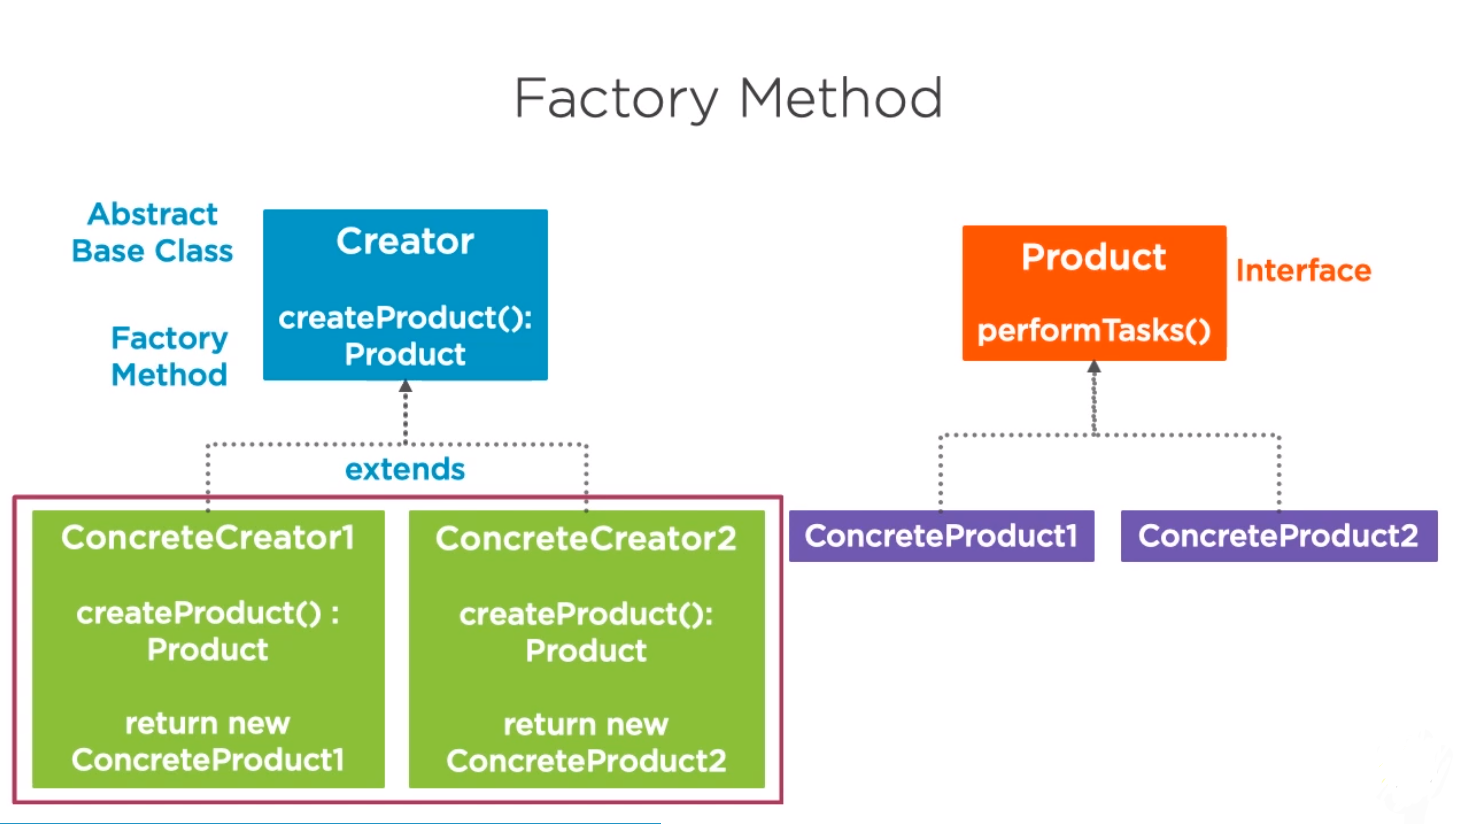 Factory Method
Abstract
Base Class
Factory
Method
Creator
createProduct():
Product
extends
ConcreteCreator1
createProduct() :
Product
return new
ConcreteProduct1
ConcreteCreator2
createProduct():
Product
return new
ConcreteProduct2
Product
performTasks()
Interface
ConcreteProduct1
ConcreteProduct2